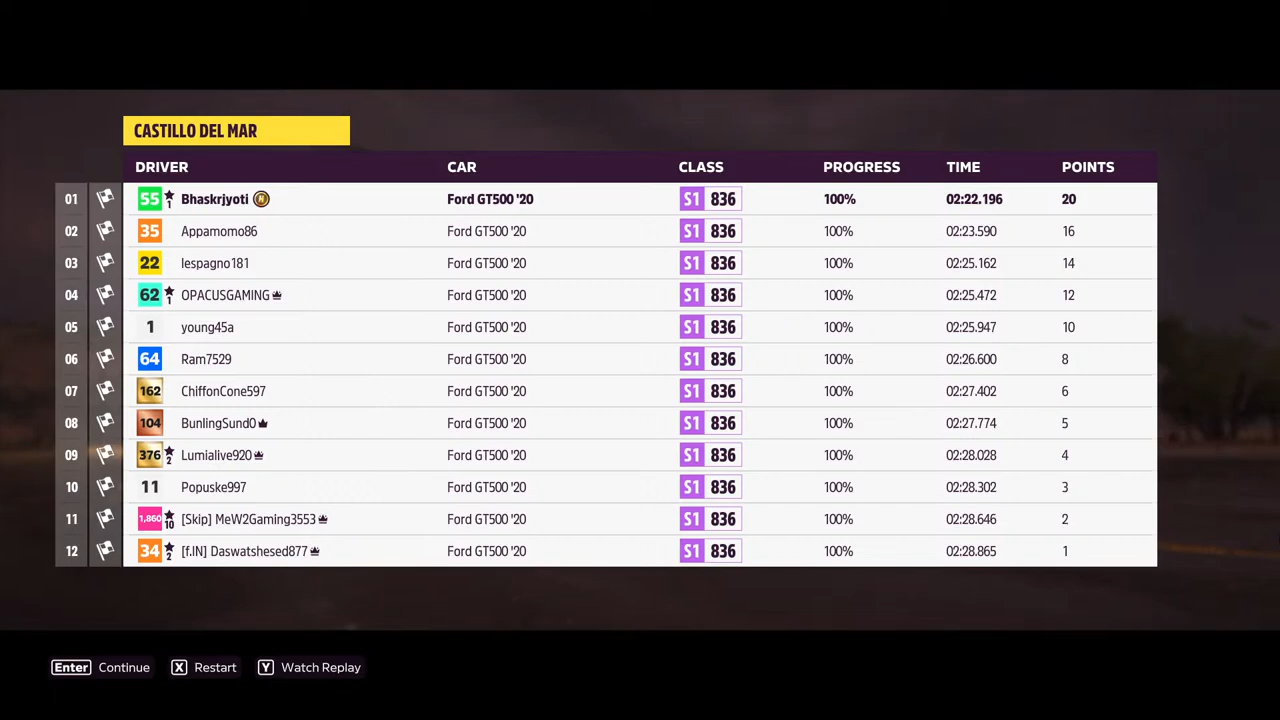 CASTILLO DEL MAR
DRIVER CAR CLASS PROGRESS TIME POINTS
01 55 1 Bhaskrjyoti N Ford GT500 '20 S1 836 100% 02:22.196 20
02 35 Appamomo86 Ford GT500 '20 S1 836 100% 02:23.590 16
03 22 lespagno181 Ford GT500 '20 S1 836 100% 02:25.162 14
04 62 1 OPACUSGAMING Ford GT500 '20 S1 836 100% 02:25.472 12
05 1 young45a Ford GT500 '20 S1 836 100% 02:25.947 10
06 64 Ram7529 Ford GT500 '20 S1 836 100% 02:26.600 8
07 162 ChiffonCone597 Ford GT500 '20 S1 836 100% 02:27.402 6
08 104 BunlingSund0 Ford GT500 '20 S1 836 100% 02:27.774 5
09 376 2 Lumialive920 Ford GT500 '20 S1 836 100% 02:28.028 4
10 11 Popuske997 Ford GT500 '20 S1 836 100% 02:28.302 3
11 1,860 10 [Skip] MeW2Gaming3553 Ford GT500 '20 S1 836 100% 02:28.646 2
12 34 2 [f.IN] Daswatshesed877 Ford GT500 '20 S1 836 100% 02:28.865 1
Enter Continue X Restart Y Watch Replay